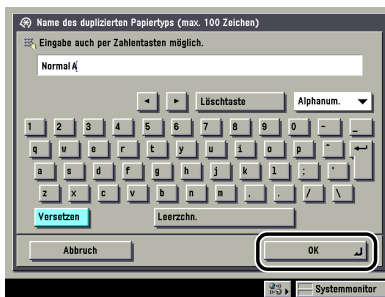 Name des duplizierten Papiertyps (max. 100 Zeichen)
Eingabe auch per Zahlentasten möglich.
Normal A
◄ ► Löschtaste Alphanum. ▼
1 2 3 4 5 6 7 8 9 0 - _
q w e r t y u i o p ~
a s d f g h j k l ; '
z x c v b n m , . / \
Versetzen Leerzchn.
Abbruch OK
Systemmonitor